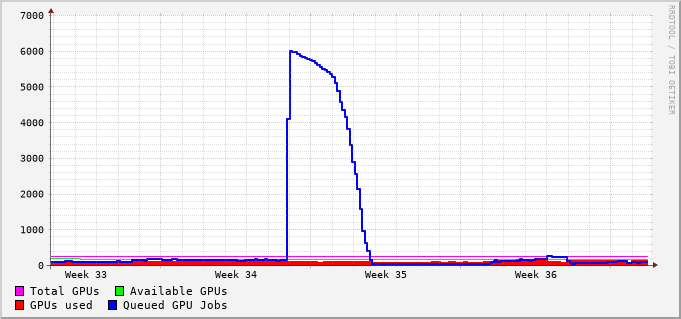 7000
6000
5000
4000
3000
2000
1000
0
Week 33 Week 34 Week 35 Week 36
Total GPUs Available GPUs
GPUs used Queued GPU Jobs
RRDTOOL / TOBI OETIKER